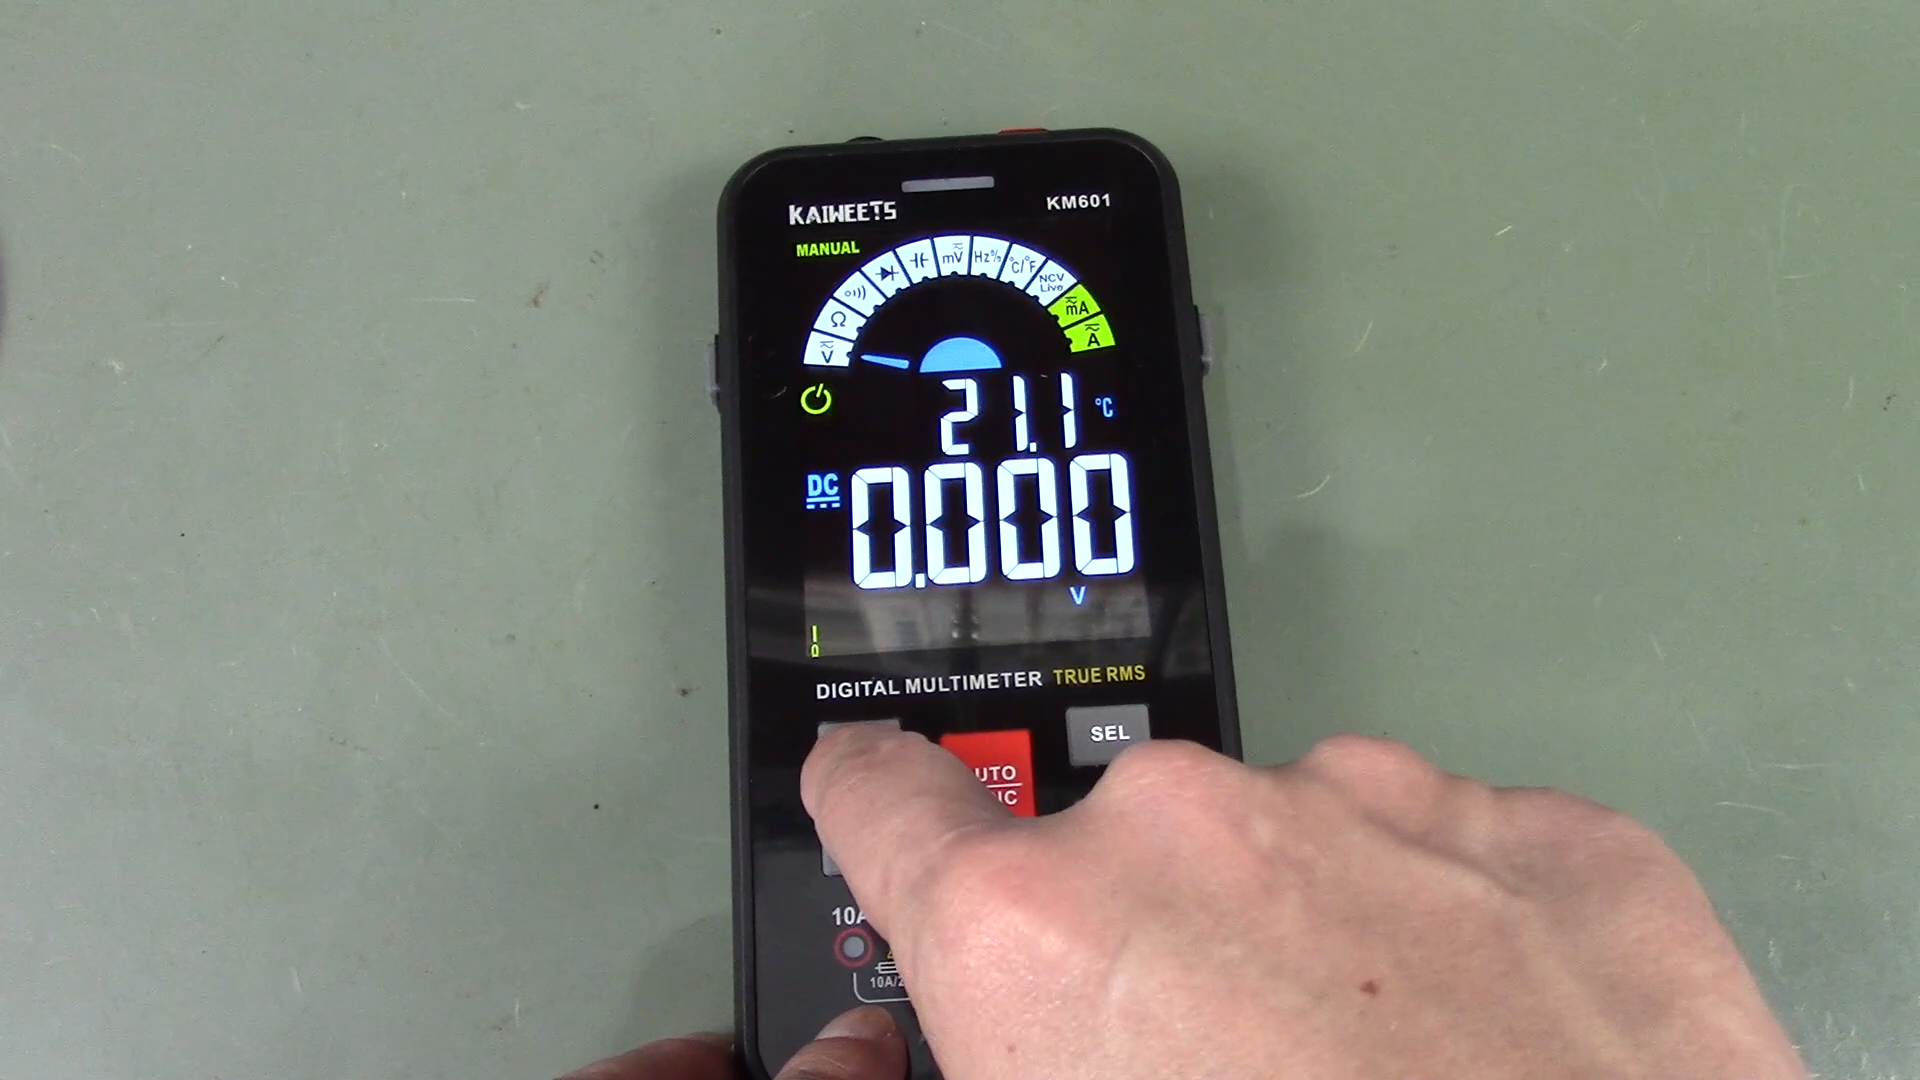 KAIWEETS KM601
MANUAL
V Ω mV Hz% °C/°F NCV Live mA A
21.1 °C
DC 0.000
V
DIGITAL MULTIMETER TRUE RMS
SEL
10A